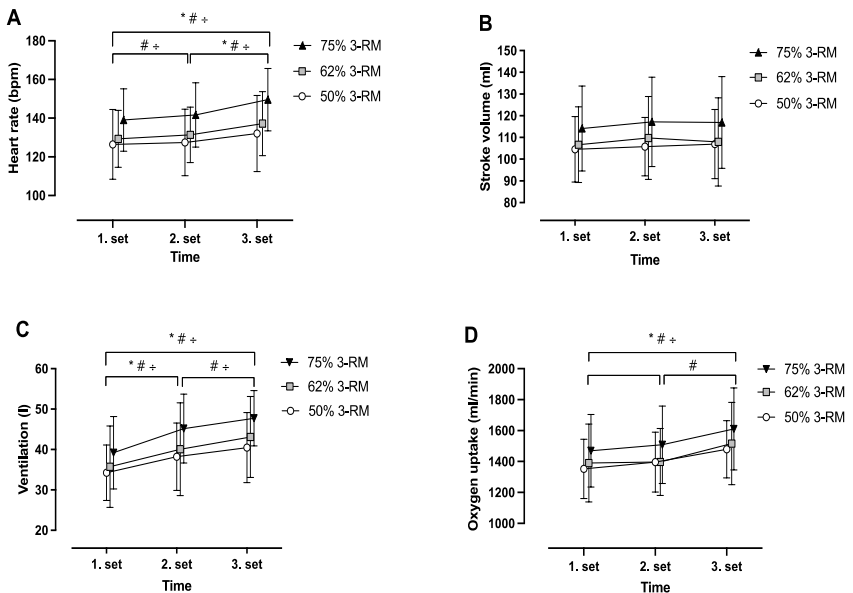 A
* # ÷
# ÷
* # ÷
Heart rate (bpm)
180
160
140
120
100
75% 3-RM
62% 3-RM
50% 3-RM
1. set
2. set
3. set
Time
B
Stroke volume (ml)
150
140
130
120
110
100
90
80
75% 3-RM
62% 3-RM
50% 3-RM
1. set
2. set
3. set
Time
C
* # ÷
* # ÷
# ÷
Ventilation (l)
60
50
40
30
20
75% 3-RM
62% 3-RM
50% 3-RM
1. set
2. set
3. set
Time
D
* # ÷
#
Oxygen uptake (ml/min)
2000
1800
1600
1400
1200
1000
75% 3-RM
62% 3-RM
50% 3-RM
1. set
2. set
3. set
Time